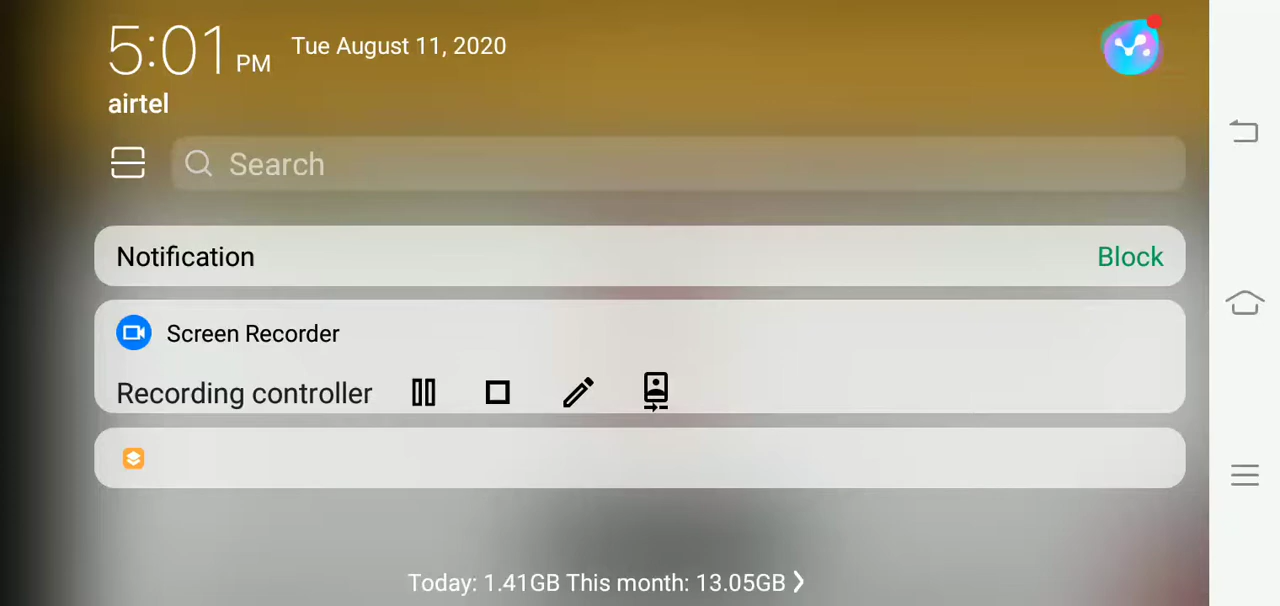 5:01 PM Tue August 11, 2020
airtel
Search
Notification Block
Screen Recorder
Recording controller
Today: 1.41GB This month: 13.05GB